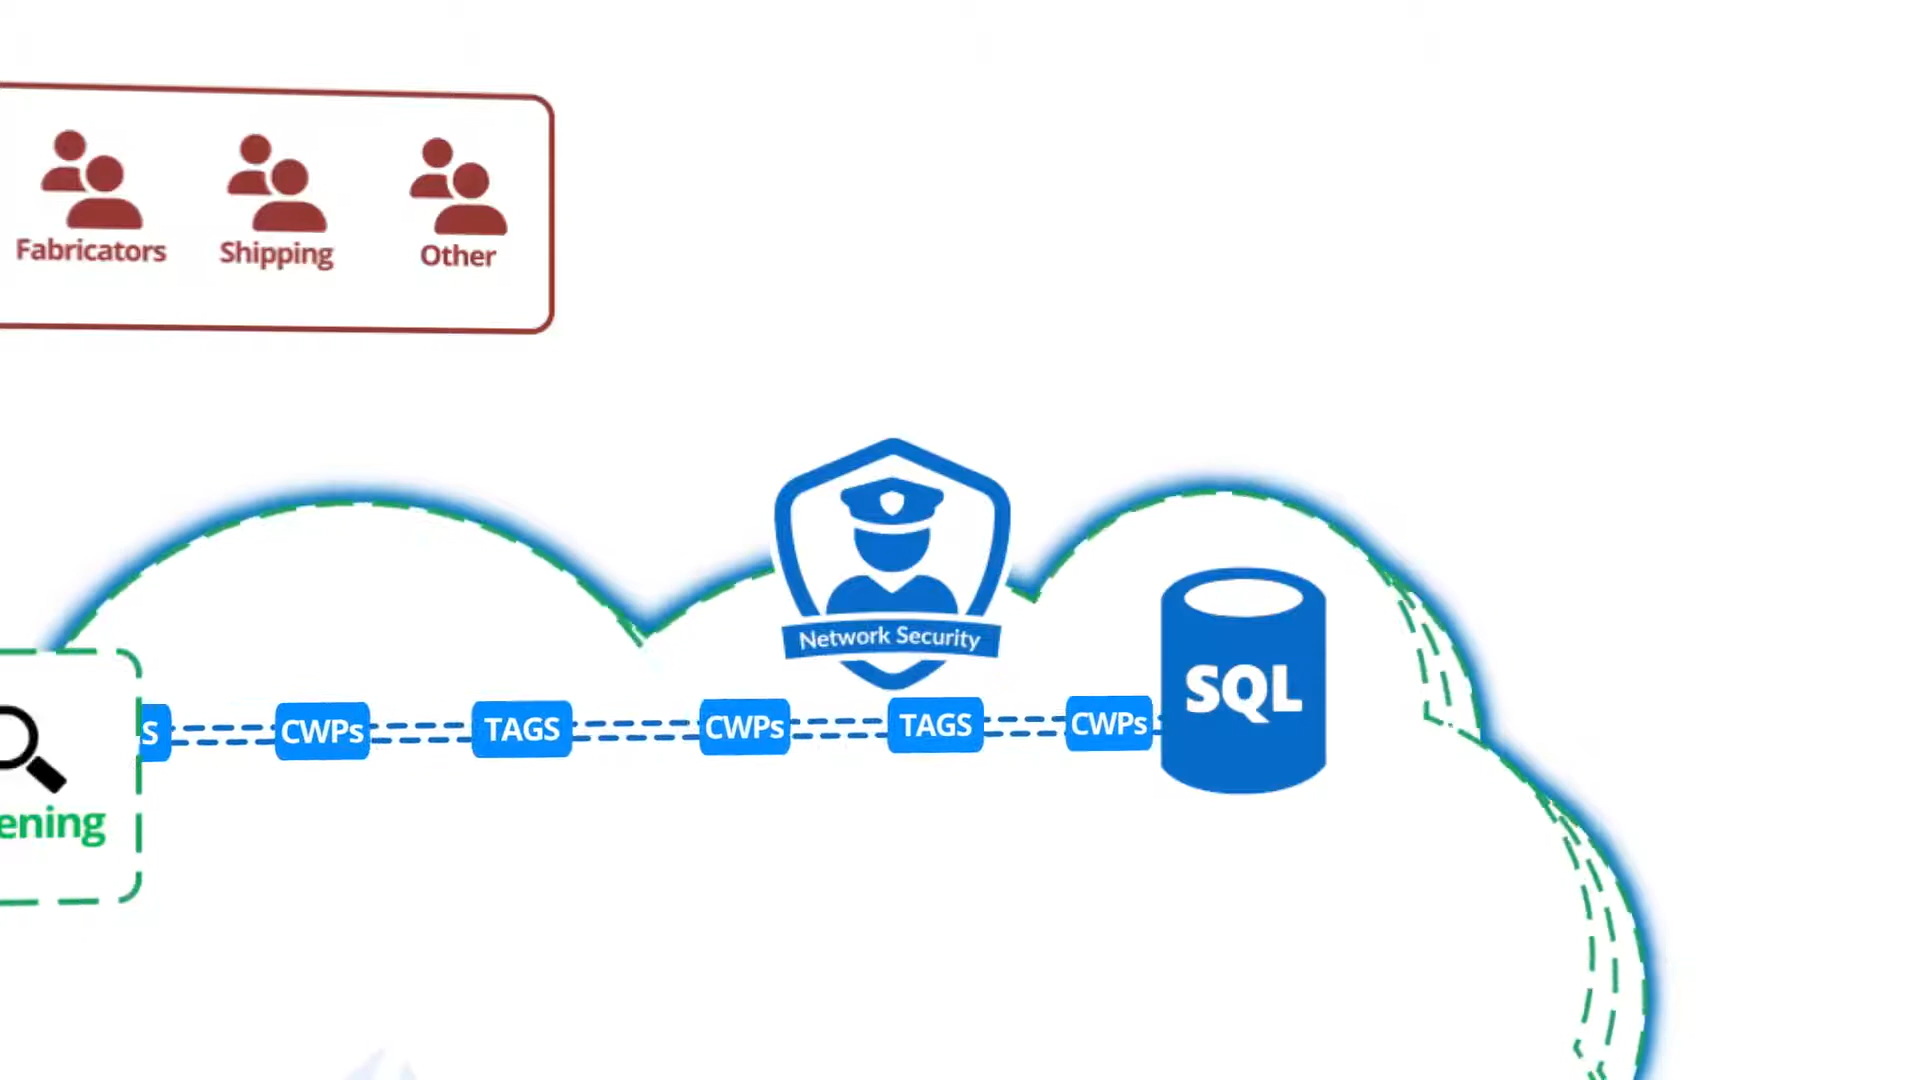 Fabricators
Shipping
Other
Network Security
S
CWPs
TAGS
CWPs
TAGS
CWPs
SQL
ening